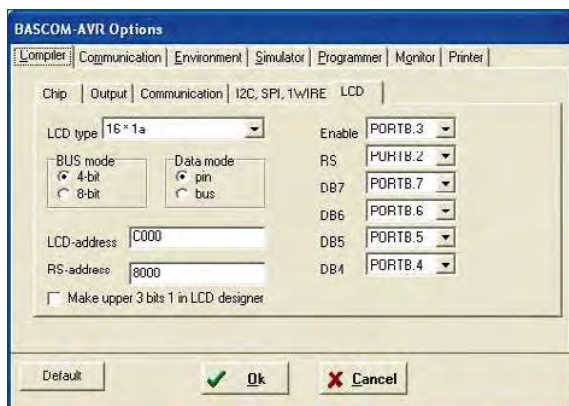 BASCOM-AVR Options
Compiler Communication Environment Simulator Programmer Monitor Printer
Chip Output Communication I2C, SPI, 1WIRE LCD
LCD type 16 * 1a
Enable PORTB.3
BUS mode
4-bit
8-bit
Data mode
pin
bus
RS PORTB.2
DB7 PORTB.7
DB6 PORTB.6
DB5 PORTB.5
DB4 PORTB.4
LCD-address C000
RS-address 8000
Make upper 3 bits 1 in LCD designer
Default Ok Cancel